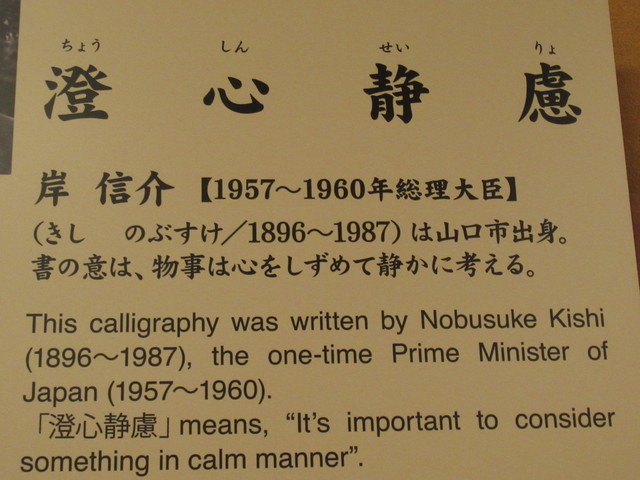 ちょう しん せい りょ
澄心静慮
岸 信介【1957〜1960年総理大臣】
（きし のぶすけ／1896〜1987）は山口市出身。
書の意は、物事は心をしずめて静かに考える。
This calligraphy was written by Nobusuke Kishi
(1896〜1987), the one-time Prime Minister of
Japan (1957〜1960).
「澄心静慮」means, “It’s important to consider
something in calm manner”.